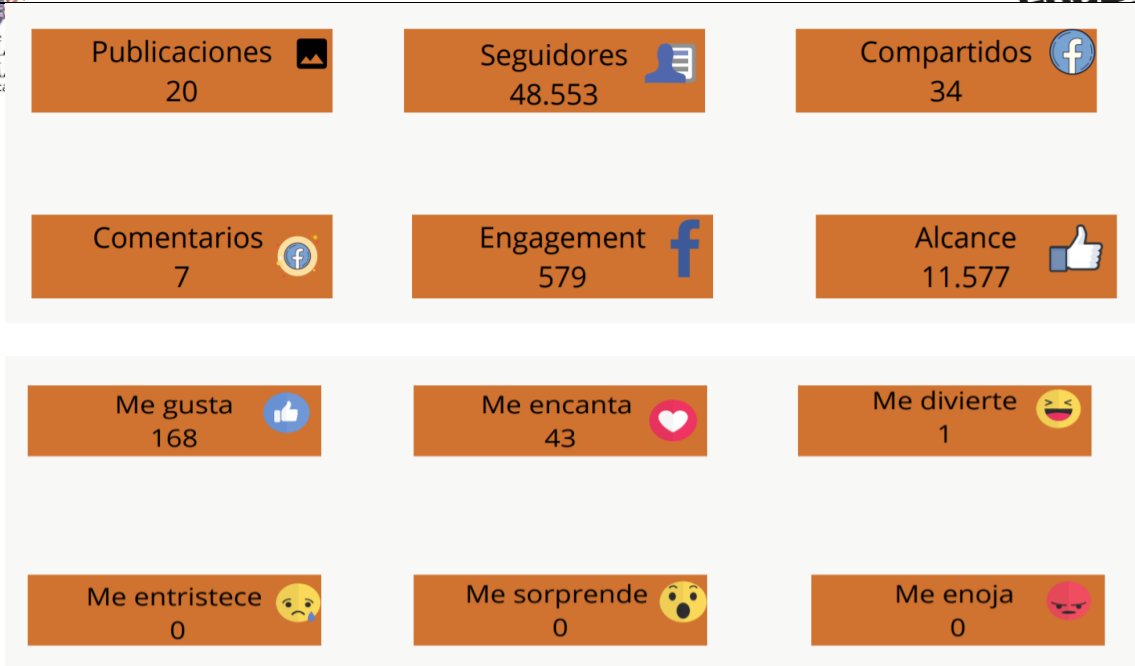 Publicaciones
20
Seguidores
48.553
Compartidos
34
Comentarios
7
Engagement
579
Alcance
11.577
Me gusta
168
Me encanta
43
Me divierte
1
Me entristece
0
Me sorprende
0
Me enoja
0